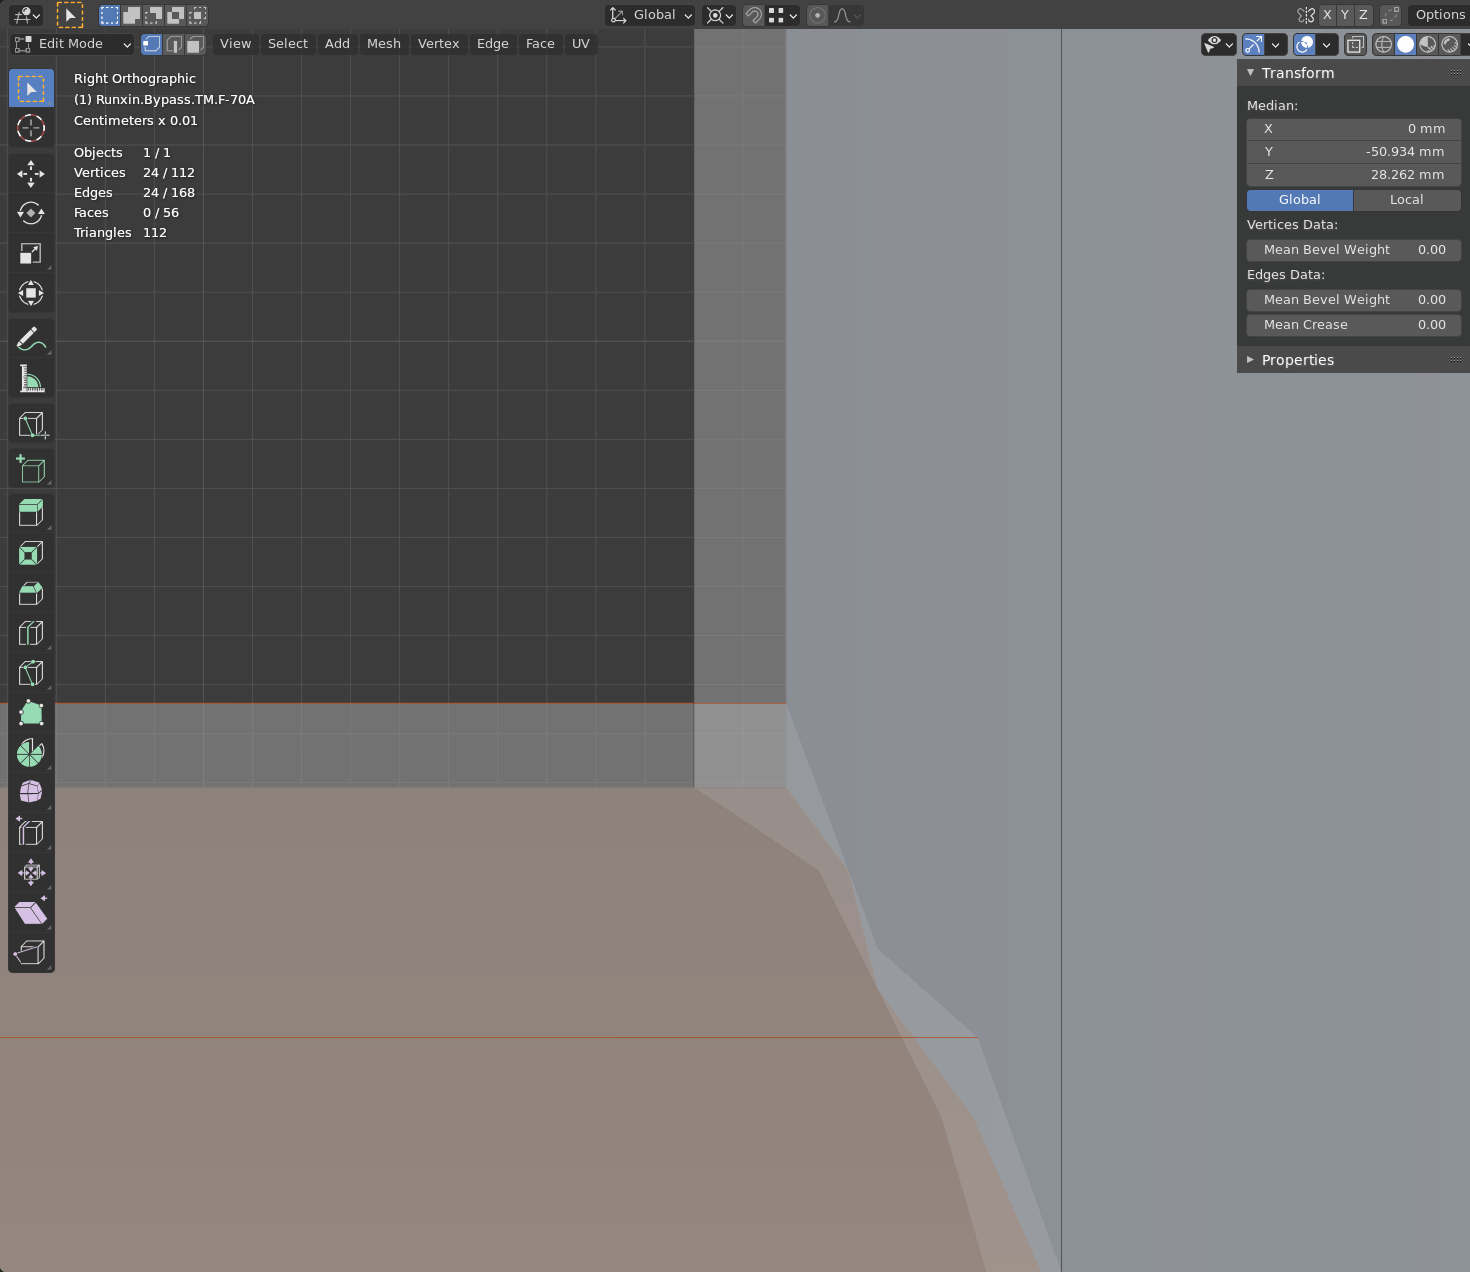 Global
X Y Z
Options
Edit Mode
View Select Add Mesh Vertex Edge Face UV
Right Orthographic
(1) Runxin.Bypass.TM.F-70A
Centimeters x 0.01
Objects 1 / 1
Vertices 24 / 112
Edges 24 / 168
Faces 0 / 56
Triangles 112
Transform
Median:
X 0 mm
Y -50.934 mm
Z 28.262 mm
Global Local
Vertices Data:
Mean Bevel Weight 0.00
Edges Data:
Mean Bevel Weight 0.00
Mean Crease 0.00
Properties